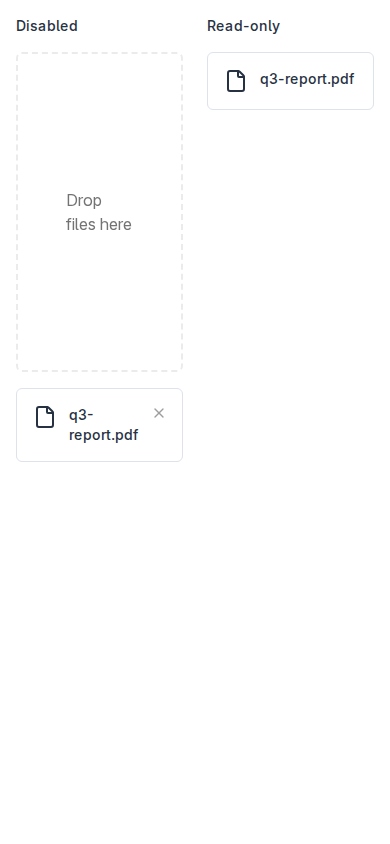 Disabled
Drop
files here
q3-
report.pdf
Read-only
q3-report.pdf